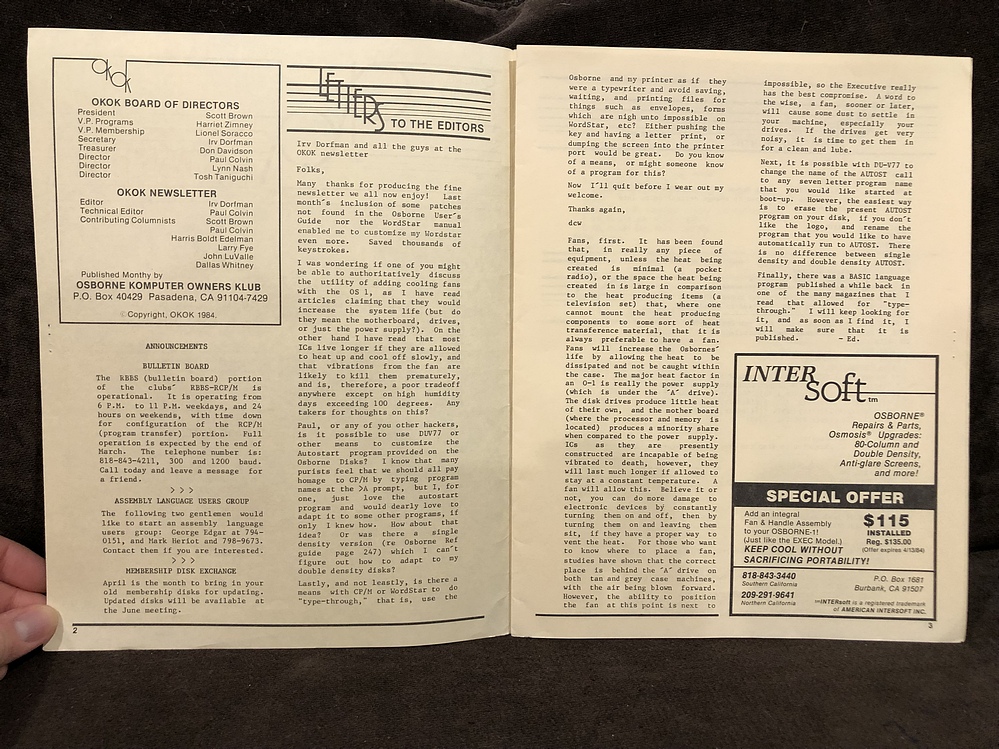 OKOK
OKOK BOARD OF DIRECTORS
President Scott Brown
V.P. Programs Harriet Zimney
V.P. Membership Lionel Soracco
Secretary Irv Dorfman
Treasurer Don Davidson
Director Paul Colvin
Director Lynn Nash
Director Tosh Taniguchi
OKOK NEWSLETTER
Editor Irv Dorfman
Technical Editor Paul Colvin
Contributing Columnists Scott Brown
Paul Colvin
Harris Boldt Edelman
Larry Fye
John LuValle
Dallas Whitney
Published Monthy by
OSBORNE KOMPUTER OWNERS KLUB
P.O. Box 40429 Pasadena, CA 91104-7429
© Copyright, OKOK 1984.
ANNOUNCEMENTS
BULLETIN BOARD
The RBBS (bulletin board) portion
of the clubs' RBBS-RCP/M is
operational. It is operating from
6 P.M. to 11 P.M. weekdays, and 24
hours on weekends, with time down
for configuration of the RCP/M
(program transfer) portion. Full
operation is expected by the end of
March. The telephone number is:
818-843-4211, 300 and 1200 baud.
Call today and leave a message for
a friend.
> > >
ASSEMBLY LANGUAGE USERS GROUP
The following two gentlemen would
like to start an assembly language
users group: George Edgar at 794-
0151, and Mark Heriot and 798-9673.
Contact them if you are interested.
> > >
MEMBERSHIP DISK EXCHANGE
April is the month to bring in your
old membership disks for updating.
Updated disks will be available at
the June meeting.
2
LETTERS
TO THE EDITORS
Irv Dorfman and all the guys at the
OKOK newsletter
Folks,
Many thanks for producing the fine
newsletter we all now enjoy! Last
month's inclusion of some patches
not found in the Osborne User's
Guide nor the WordStar manual
enabled me to customize my Wordstar
even more. Saved thousands of
keystrokes.
I was wondering if one of you might
be able to authoritatively discuss
the utility of adding cooling fans
with the OS 1, as I have read
articles claiming that they would
increase the system life (but do
they mean the motherboard, drives,
or just the power supply?). On the
other hand I have read that most
ICs live longer if they are allowed
to heat up and cool off slowly, and
that vibrations from the fan are
likely to kill them prematurely,
and is, therefore, a poor tradeoff
anywhere except on high humidity
days exceeding 100 degrees. Any
takers for thoughts on this?
Paul, or any of you other hackers,
is it possible to use DUV77 or
other means to customize the
Autostart program provided on the
Osborne Disks? I know that many
purists feel that we should all pay
homage to CP/M by typing program
names at the >A prompt, but I, for
one, just love the autostart
program and would dearly love to
adapt it to some other programs, if
only I knew how. How about that
idea? Or was there a single
density version (re Osborne Ref
guide page 247) which I can't
figure out how to adapt to my
double density disks?
Lastly, and not leastly, is there a
means with CP/M or WordStar to do
"type-through," that is, use the
Osborne and my printer as if they
were a typewriter and avoid saving,
waiting, and printing files for
things such as envelopes, forms
which are nigh unto impossible on
WordStar, etc? Either pushing the
key and having a letter print, or
dumping the screen into the printer
port would be great. Do you know
of a means, or might someone know
of a program for this?
Now I'll quit before I wear out my
welcome.
Thanks again,
dcw
Fans, first. It has been found
that, in really any piece of
equipment, unless the heat being
created is minimal (a pocket
radio), or the space the heat being
created in is large in comparison
to the heat producing items (a
television set) that, where one
cannot mount the heat producing
components to some sort of heat
transference material, that it is
always preferable to have a fan.
Fans will increase the Osbornes'
life by allowing the heat to be
dissipated and not be caught within
the case. The major heat factor in
an O-1 is really the power supply
(which is under the "A" drive).
The disk drives produce little heat
of their own, and the mother board
(where the processor and memory is
located) produces a minority share
when compared to the power supply.
ICs as they are presently
constructed are incapable of being
vibrated to death, however, they
will last much longer if allowed to
stay at a constant temperature. A
fan will allow this. Believe it or
not, you can do more damage to
electronic devices by constantly
turning them on and off, then by
turning them on and leaving them
sit, if they have a proper way to
vent the heat. For those who want
to know where to place a fan,
studies have shown that the correct
place is behind the "A" drive on
both tan and grey case machines,
with the air being blown forward.
However, the ability to position
the fan at this point is next to
impossible, so the Executive really
has the best compromise. A word to
the wise, a fan, sooner or later,
will cause some dust to settle in
your machine, especially your
drives. If the drives get very
noisy, it is time to get them in
for a clean and lube.
Next, it is possible with DU-V77 to
change the name of the AUTOST call
to any seven letter program name
that you would like started at
boot-up. However, the easiest way
is to erase the present AUTOST
program on your disk, if you don't
like the logo, and rename the
program that you would like to have
automatically run to AUTOST. There
is no difference between single
density and double density AUTOST.
Finally, there was a BASIC language
program published a while back in
one of the many magazines that I
read that allowed for "type-
through." I will keep looking for
it, and as soon as I find it, I
will make sure that it is
published. - Ed.
INTER
Soft tm
OSBORNE®
Repairs & Parts,
Osmosis® Upgrades:
80-Column and
Double Density,
Anti-glare Screens,
and more!
SPECIAL OFFER
Add an integral
Fan & Handle Assembly
to your OSBORNE-1!
(Just like the EXEC Model.)
KEEP COOL WITHOUT
SACRIFICING PORTABILITY!
$115
INSTALLED
Reg. $135.00
(Offer expires 4/13/84)
818-843-3440
Southern California
209-291-9641
Northern California
P.O. Box 1681
Burbank, CA 91507
tm INTERsoft is a registered trademark
of AMERICAN INTERSOFT INC.
3